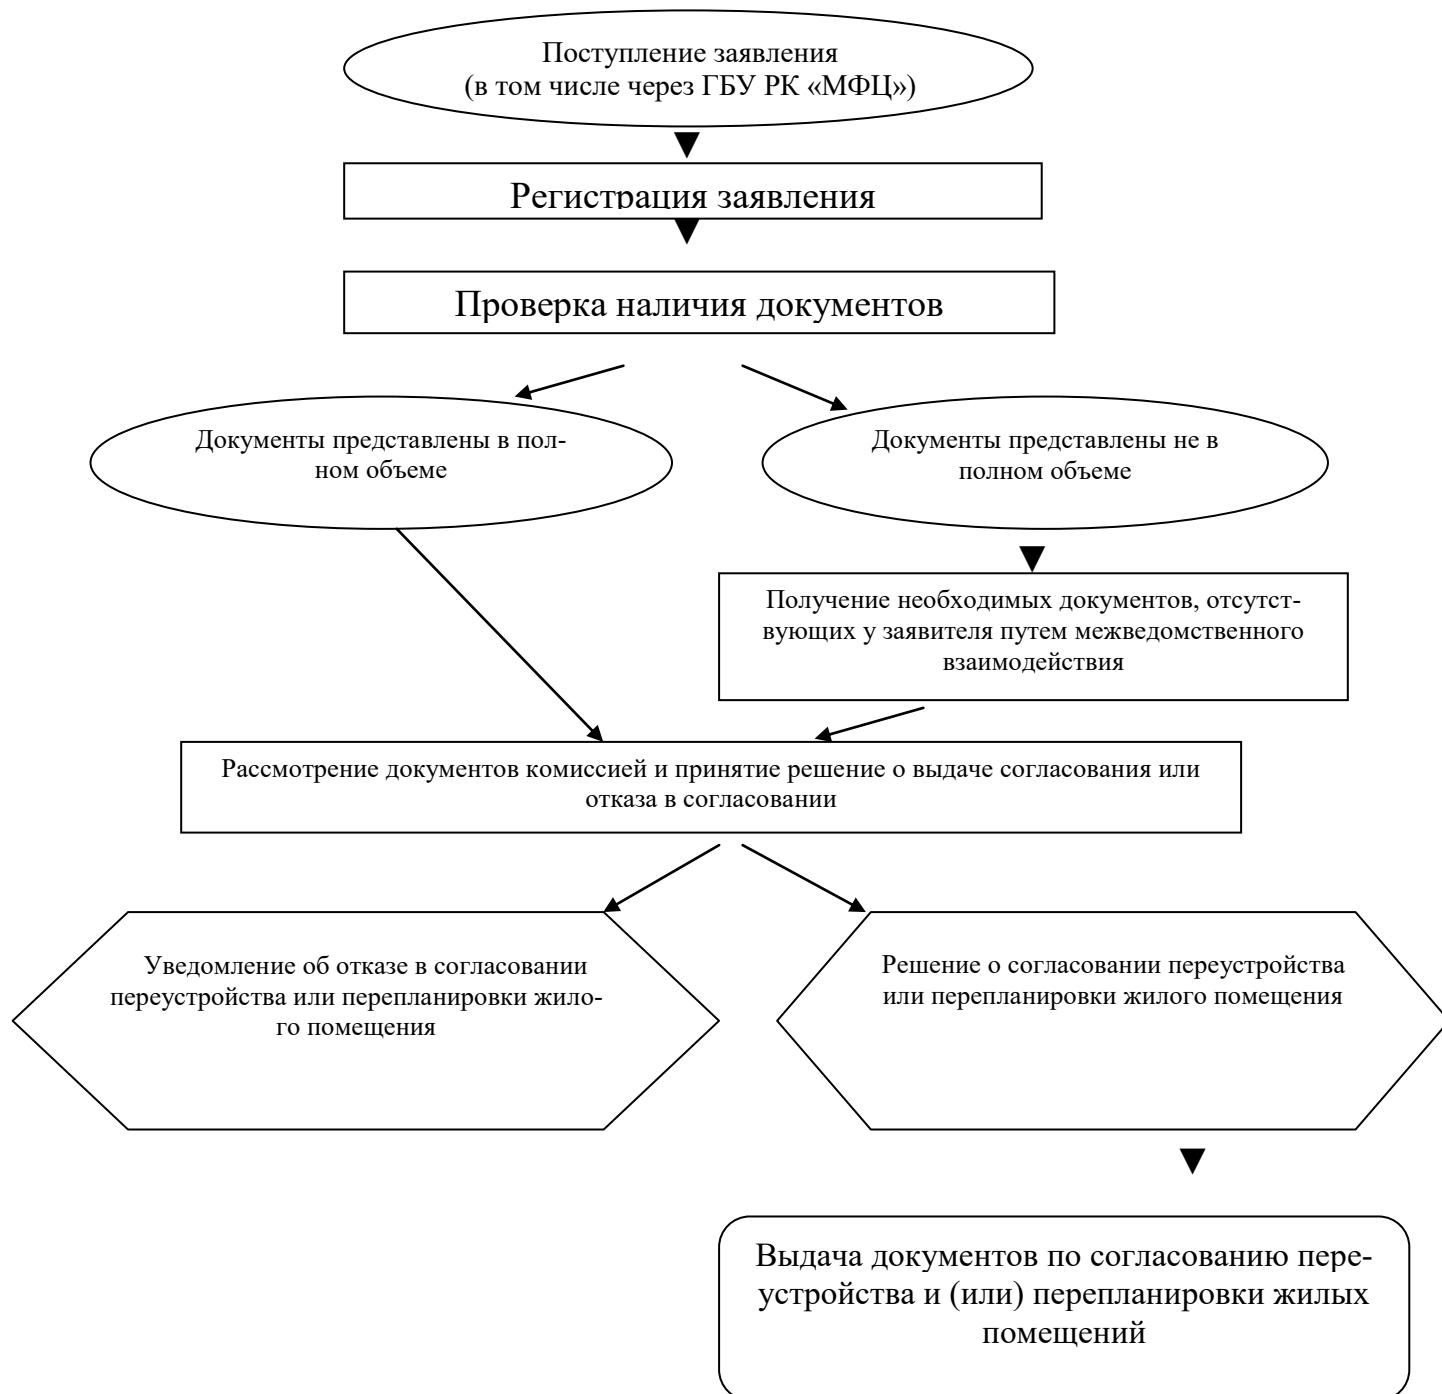 Поступление заявления
(в том числе через ГБУ РК «МФЦ»)
Регистрация заявления
Проверка наличия документов
Документы представлены в пол-
ном объеме
Документы представлены не в
полном объеме
Получение необходимых документов, отсутст-
вующих у заявителя путем межведомственного
взаимодействия
Рассмотрение документов комиссией и принятие решение о выдаче согласования или
отказа в согласовании
Уведомление об отказе в согласовании
переустройства или перепланировки жило-
го помещения
Решение о согласовании переустройства
или перепланировки жилого помещения
Выдача документов по согласованию пере-
устройства и (или) перепланировки жилых
помещений